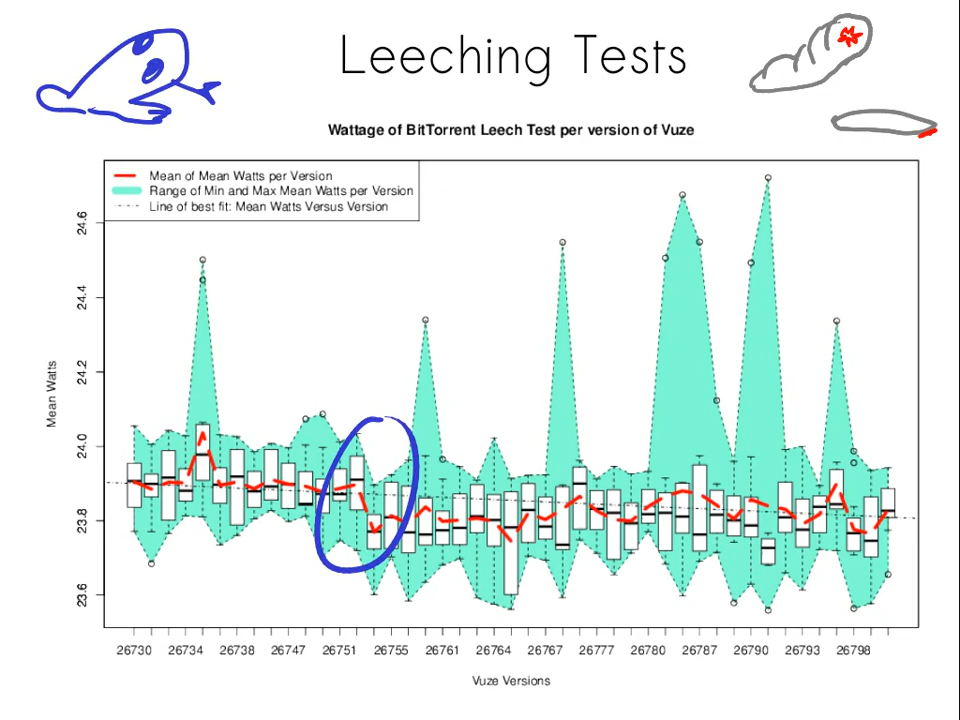 Leeching Tests
Wattage of BitTorrent Leech Test per version of Vuze
Mean of Mean Watts per Version
Range of Min and Max Mean Watts per Version
Line of best fit: Mean Watts Versus Version
24.6
24.4
24.2
24.0
23.8
23.6
Mean Watts
26730 26734 26738 26747 26751 26755 26761 26764 26767 26777 26780 26787 26790 26793 26798
Vuze Versions